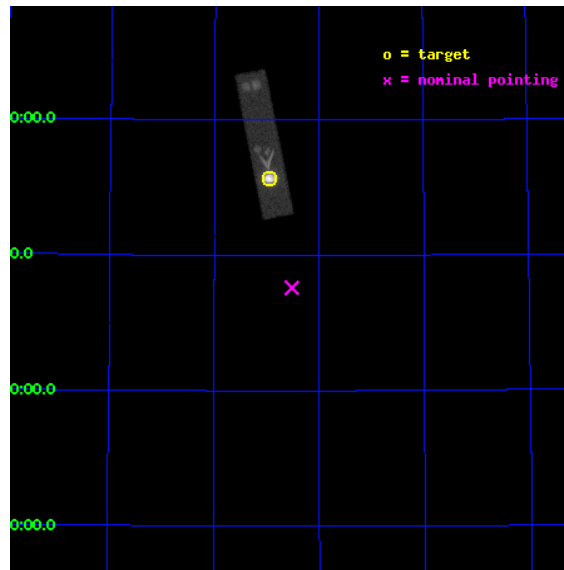 o = target
x = nominal pointing
0:00.0
0.0
0:00.0
0:00.0